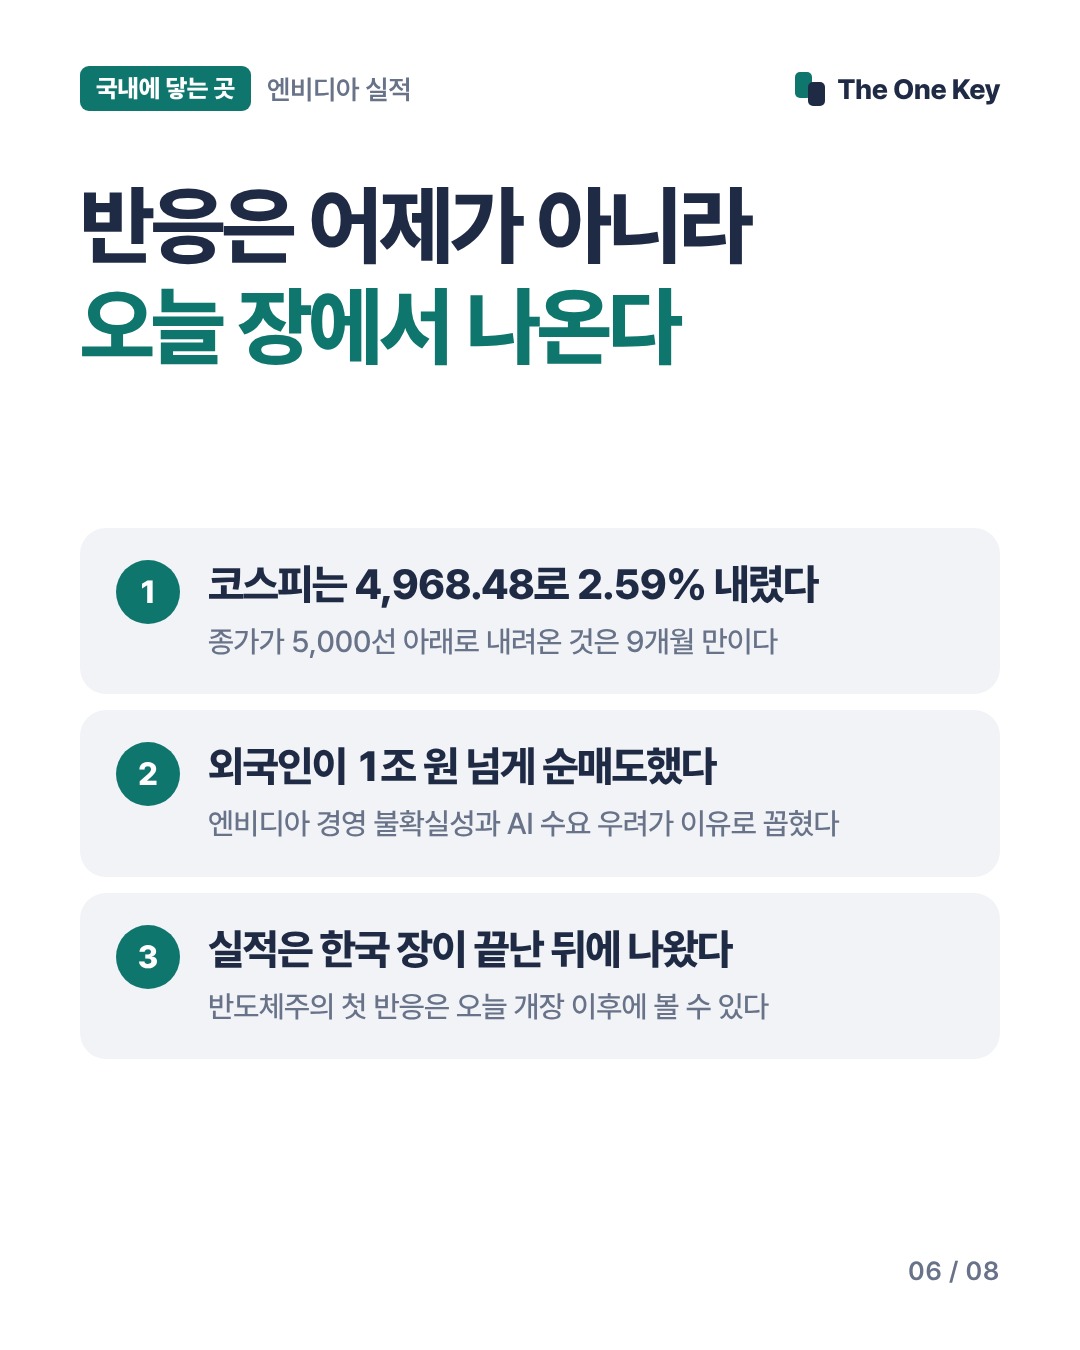 국내에 닿는 곳 엔비디아 실적
The One Key
반응은 어제가 아니라
오늘 장에서 나온다
1 코스피는 4,968.48로 2.59% 내렸다
종가가 5,000선 아래로 내려온 것은 9개월 만이다
2 외국인이 1조 원 넘게 순매도했다
엔비디아 경영 불확실성과 AI 수요 우려가 이유로 꼽혔다
3 실적은 한국 장이 끝난 뒤에 나왔다
반도체주의 첫 반응은 오늘 개장 이후에 볼 수 있다
06 / 08